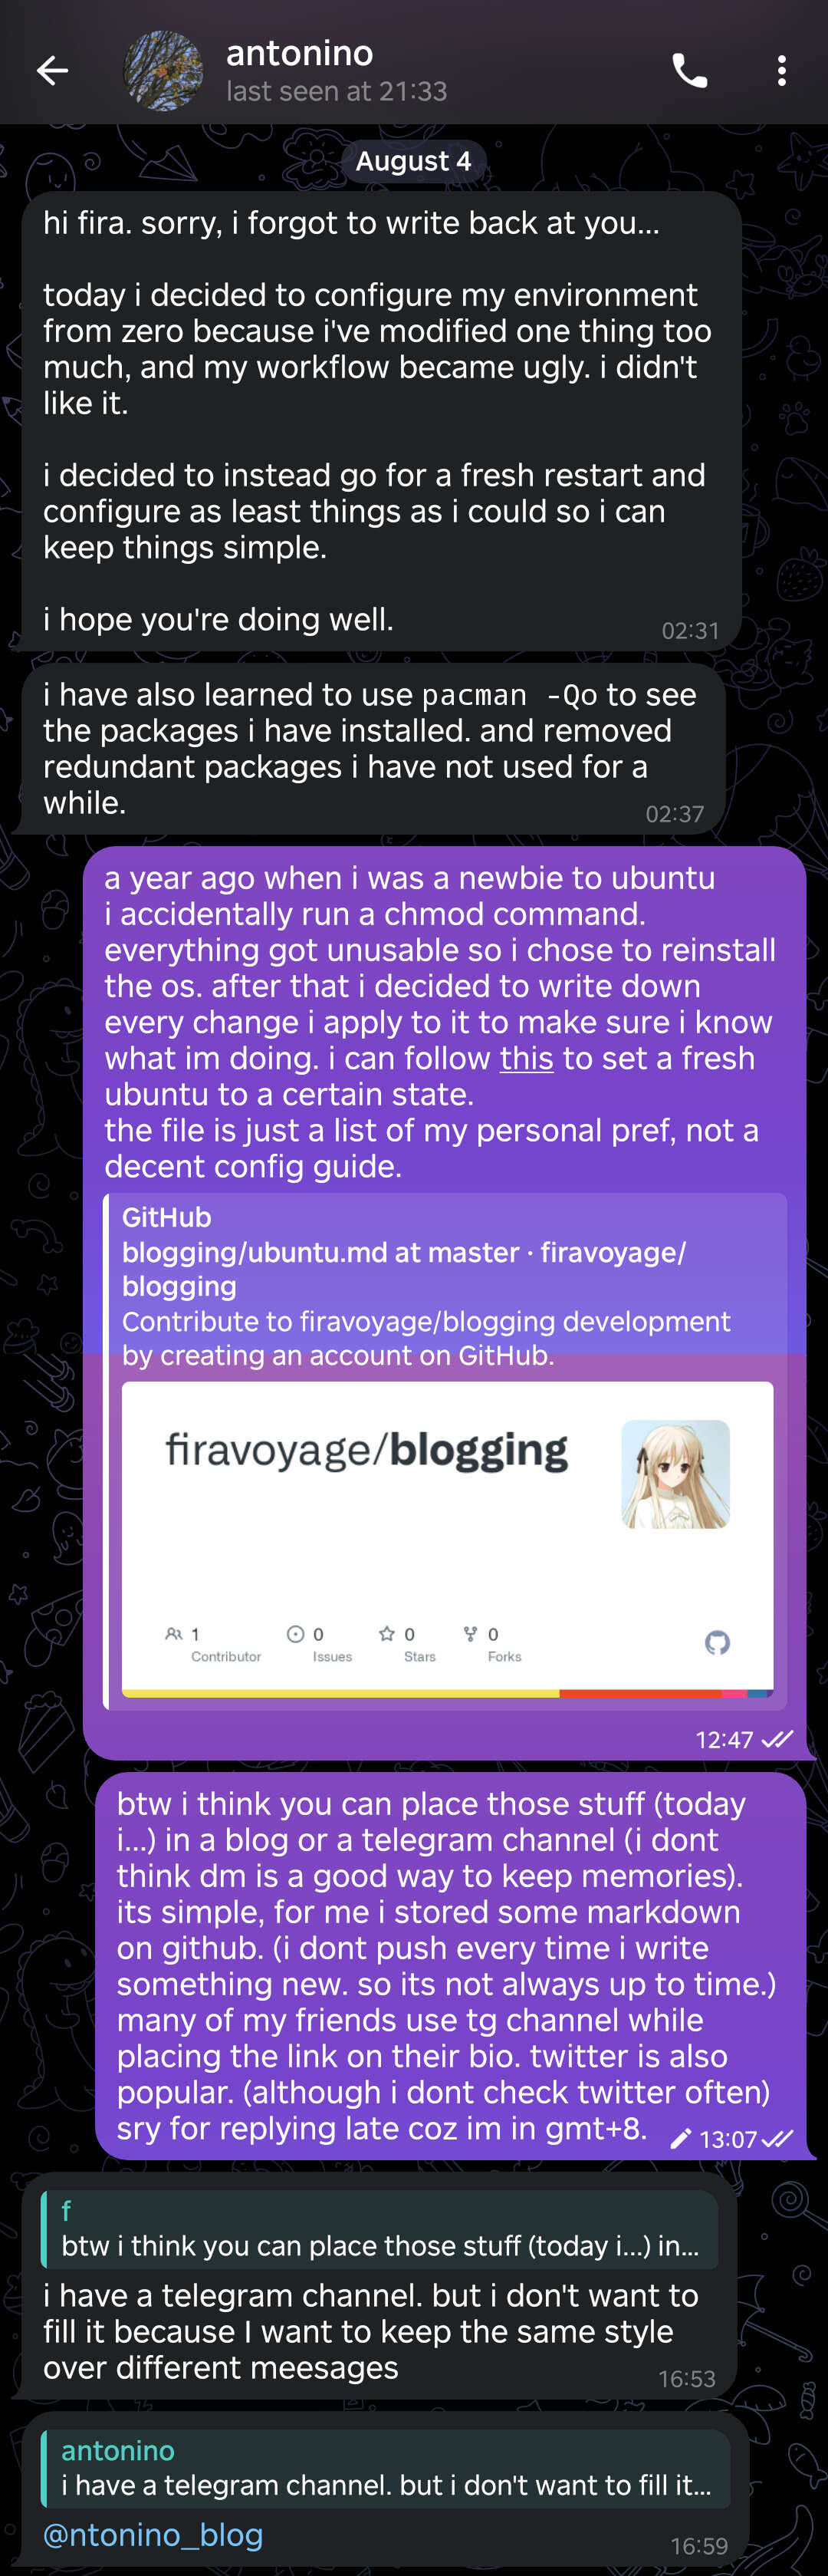 antonino
last seen at 21:33
August 4
hi fira. sorry, i forgot to write back at you...
today i decided to configure my environment
from zero because i've modified one thing too
much, and my workflow became ugly. i didn't
like it.
i decided to instead go for a fresh restart and
configure as least things as i could so i can
keep things simple.
i hope you're doing well.
02:31
i have also learned to use pacman -Qo to see
the packages i have installed. and removed
redundant packages i have not used for a
while.
02:37
a year ago when i was a newbie to ubuntu
i accidentally run a chmod command.
everything got unusable so i chose to reinstall
the os. after that i decided to write down
every change i apply to it to make sure i know
what im doing. i can follow this to set a fresh
ubuntu to a certain state.
the file is just a list of my personal pref, not a
decent config guide.
GitHub
blogging/ubuntu.md at master · firavoyage/
blogging
Contribute to firavoyage/blogging development
by creating an account on GitHub.
firavoyage/blogging
1 0 0 0
Contributor Issues Stars Forks
12:47
btw i think you can place those stuff (today
i...) in a blog or a telegram channel (i dont
think dm is a good way to keep memories).
its simple, for me i stored some markdown
on github. (i dont push every time i write
something new. so its not always up to time.)
many of my friends use tg channel while
placing the link on their bio. twitter is also
popular. (although i dont check twitter often)
sry for replying late coz im in gmt+8.
13:07
f
btw i think you can place those stuff (today i...) in...
i have a telegram channel. but i don't want to
fill it because I want to keep the same style
over different meesages
16:53
antonino
i have a telegram channel. but i don't want to fill it...
@ntonino_blog
16:59